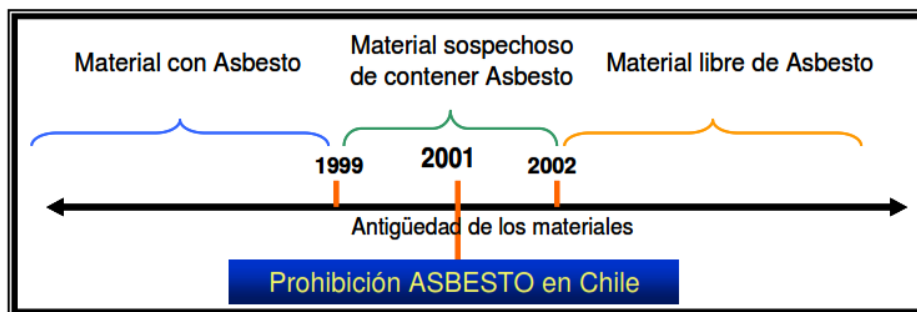 Material con Asbesto
Material sospechoso
de contener Asbesto
Material libre de Asbesto
1999
2001
2002
Antigüedad de los materiales
Prohibición ASBESTO en Chile